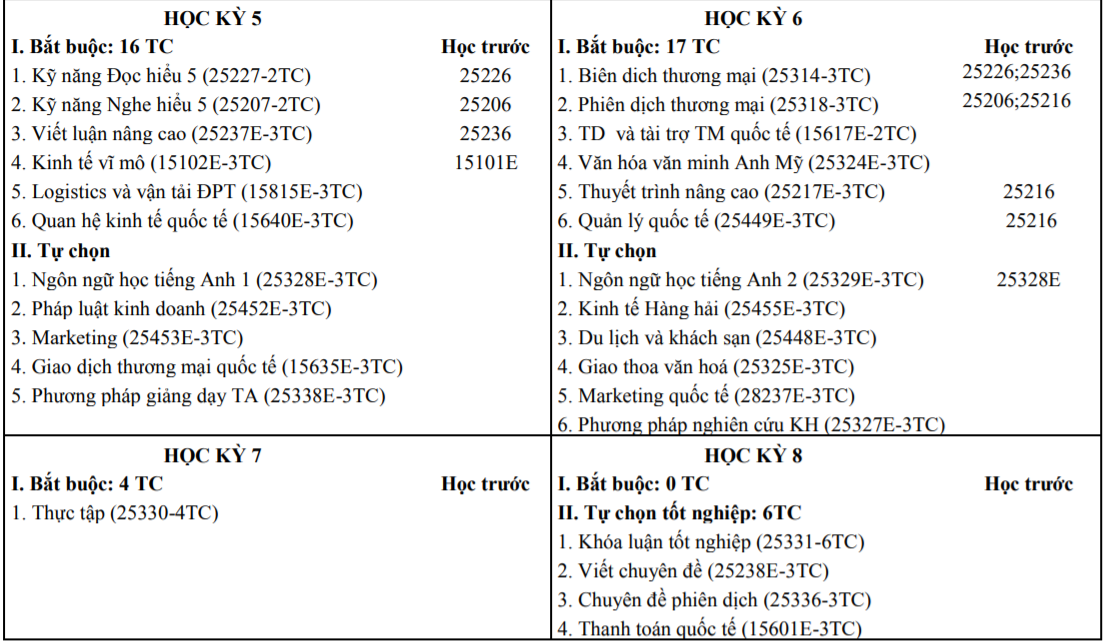 HỌC KỲ 5
I. Bắt buộc: 16 TC Học trước
1. Kỹ năng Đọc hiểu 5 (25227-2TC) 25226
2. Kỹ năng Nghe hiểu 5 (25207-2TC) 25206
3. Viết luận nâng cao (25237E-3TC) 25236
4. Kinh tế vĩ mô (15102E-3TC) 15101E
5. Logistics và vận tải ĐPT (15815E-3TC)
6. Quan hệ kinh tế quốc tế (15640E-3TC)
II. Tự chọn
1. Ngôn ngữ học tiếng Anh 1 (25328E-3TC)
2. Pháp luật kinh doanh (25452E-3TC)
3. Marketing (25453E-3TC)
4. Giao dịch thương mại quốc tế (15635E-3TC)
5. Phương pháp giảng dạy TA (25338E-3TC)
HỌC KỲ 6
I. Bắt buộc: 17 TC Học trước
1. Biên dich thương mại (25314-3TC) 25226;25236
2. Phiên dịch thương mại (25318-3TC) 25206;25216
3. TD và tài trợ TM quốc tế (15617E-2TC)
4. Văn hóa văn minh Anh Mỹ (25324E-3TC)
5. Thuyết trình nâng cao (25217E-3TC) 25216
6. Quản lý quốc tế (25449E-3TC) 25216
II. Tự chọn
1. Ngôn ngữ học tiếng Anh 2 (25329E-3TC) 25328E
2. Kinh tế Hàng hải (25455E-3TC)
3. Du lịch và khách sạn (25448E-3TC)
4. Giao thoa văn hoá (25325E-3TC)
5. Marketing quốc tế (28237E-3TC)
6. Phương pháp nghiên cứu KH (25327E-3TC)
HỌC KỲ 7
I. Bắt buộc: 4 TC Học trước
1. Thực tập (25330-4TC)
HỌC KỲ 8
I. Bắt buộc: 0 TC Học trước
II. Tự chọn tốt nghiệp: 6TC
1. Khóa luận tốt nghiệp (25331-6TC)
2. Viết chuyên đề (25238E-3TC)
3. Chuyên đề phiên dịch (25336-3TC)
4. Thanh toán quốc tế (15601E-3TC)